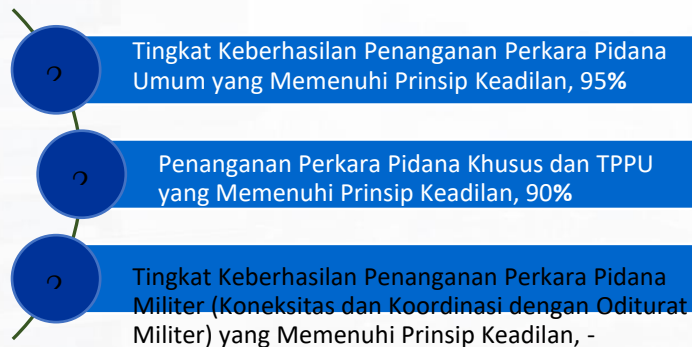 Tingkat Keberhasilan Penanganan Perkara Pidana
Umum yang Memenuhi Prinsip Keadilan, 95%
Penanganan Perkara Pidana Khusus dan TPPU
yang Memenuhi Prinsip Keadilan, 90%
Tingkat Keberhasilan Penanganan Perkara Pidana
Militer (Koneksitas dan Koordinasi dengan Oditurat
Militer) yang Memenuhi Prinsip Keadilan, -